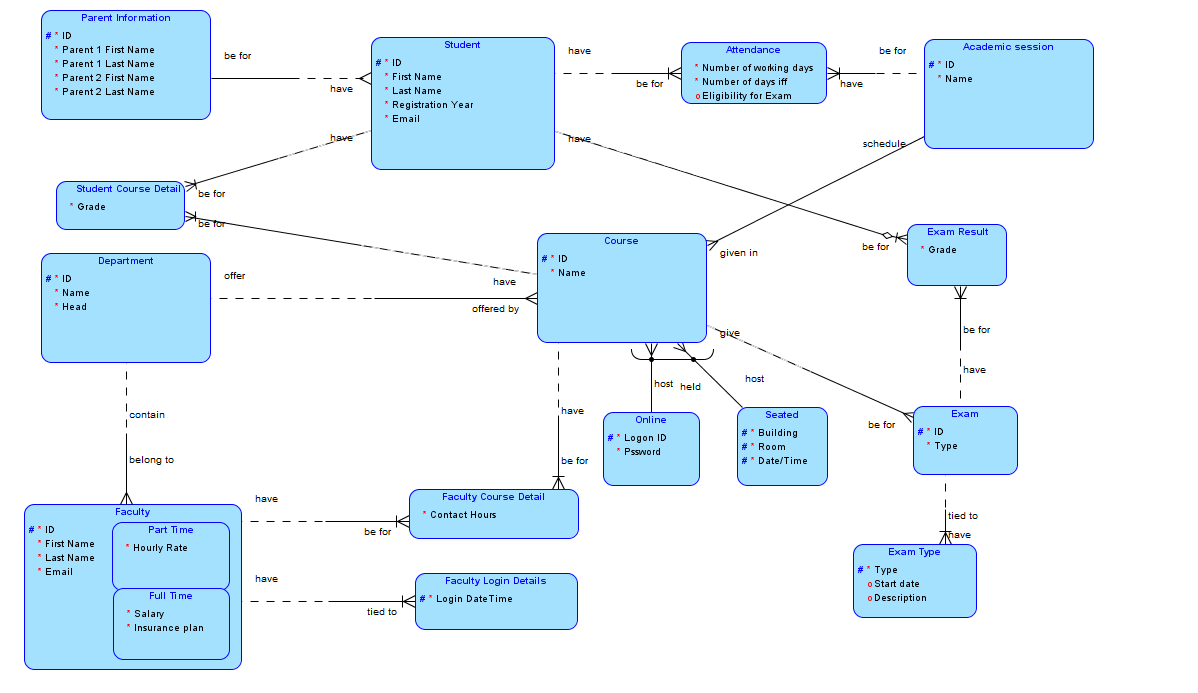 Parent Information
# * ID
* Parent 1 First Name
* Parent 1 Last Name
* Parent 2 First Name
* Parent 2 Last Name
be for
have
Student
# * ID
* First Name
* Last Name
* Registration Year
* Email
have
be for
Attendance
* Number of working days
* Number of days iff
o Eligibility for Exam
be for
have
Academic session
# * ID
* Name
have
be for
Student Course Detail
* Grade
be for
have
have
be for
schedule
given in
Exam Result
* Grade
Department
# * ID
* Name
* Head
offer
offered by
Course
# * ID
* Name
be for
have
give
be for
host
held
host
Online
# * Logon ID
* Pssword
Seated
# * Building
# * Room
# * Date/Time
Exam
# * ID
* Type
contain
belong to
have
be for
tied to
have
Faculty
# * ID
* First Name
* Last Name
* Email
Part Time
* Hourly Rate
Full Time
* Salary
* Insurance plan
have
be for
Faculty Course Detail
* Contact Hours
have
tied to
Faculty Login Details
# * Login DateTime
Exam Type
# * Type
o Start date
o Description